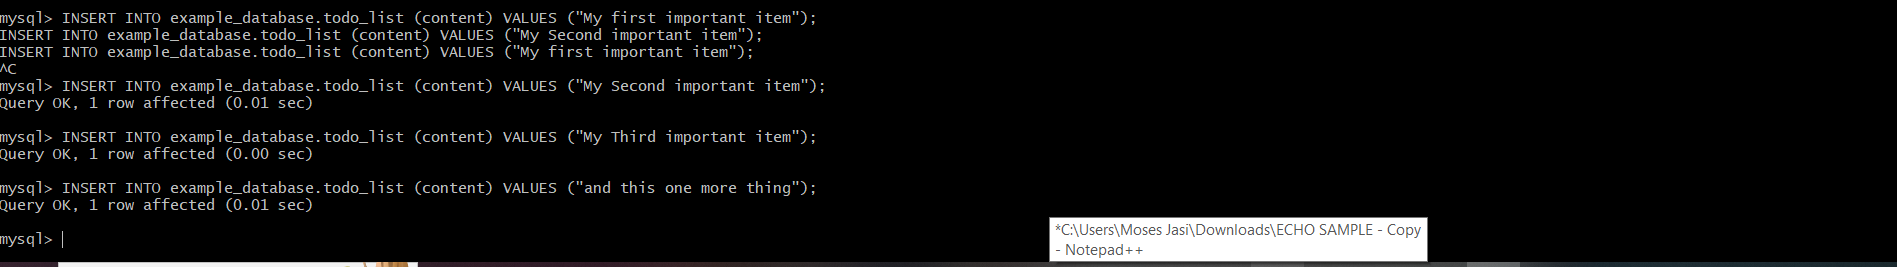 mysql> INSERT INTO example_database.todo_list (content) VALUES ("My first important item");
INSERT INTO example_database.todo_list (content) VALUES ("My Second important item");
INSERT INTO example_database.todo_list (content) VALUES ("My first important item");
^C
mysql> INSERT INTO example_database.todo_list (content) VALUES ("My Second important item");
Query OK, 1 row affected (0.01 sec)
mysql> INSERT INTO example_database.todo_list (content) VALUES ("My Third important item");
Query OK, 1 row affected (0.00 sec)
mysql> INSERT INTO example_database.todo_list (content) VALUES ("and this one more thing");
Query OK, 1 row affected (0.01 sec)
mysql>
*C:\Users\Moses Jasi\Downloads\ECHO SAMPLE - Copy
- Notepad++